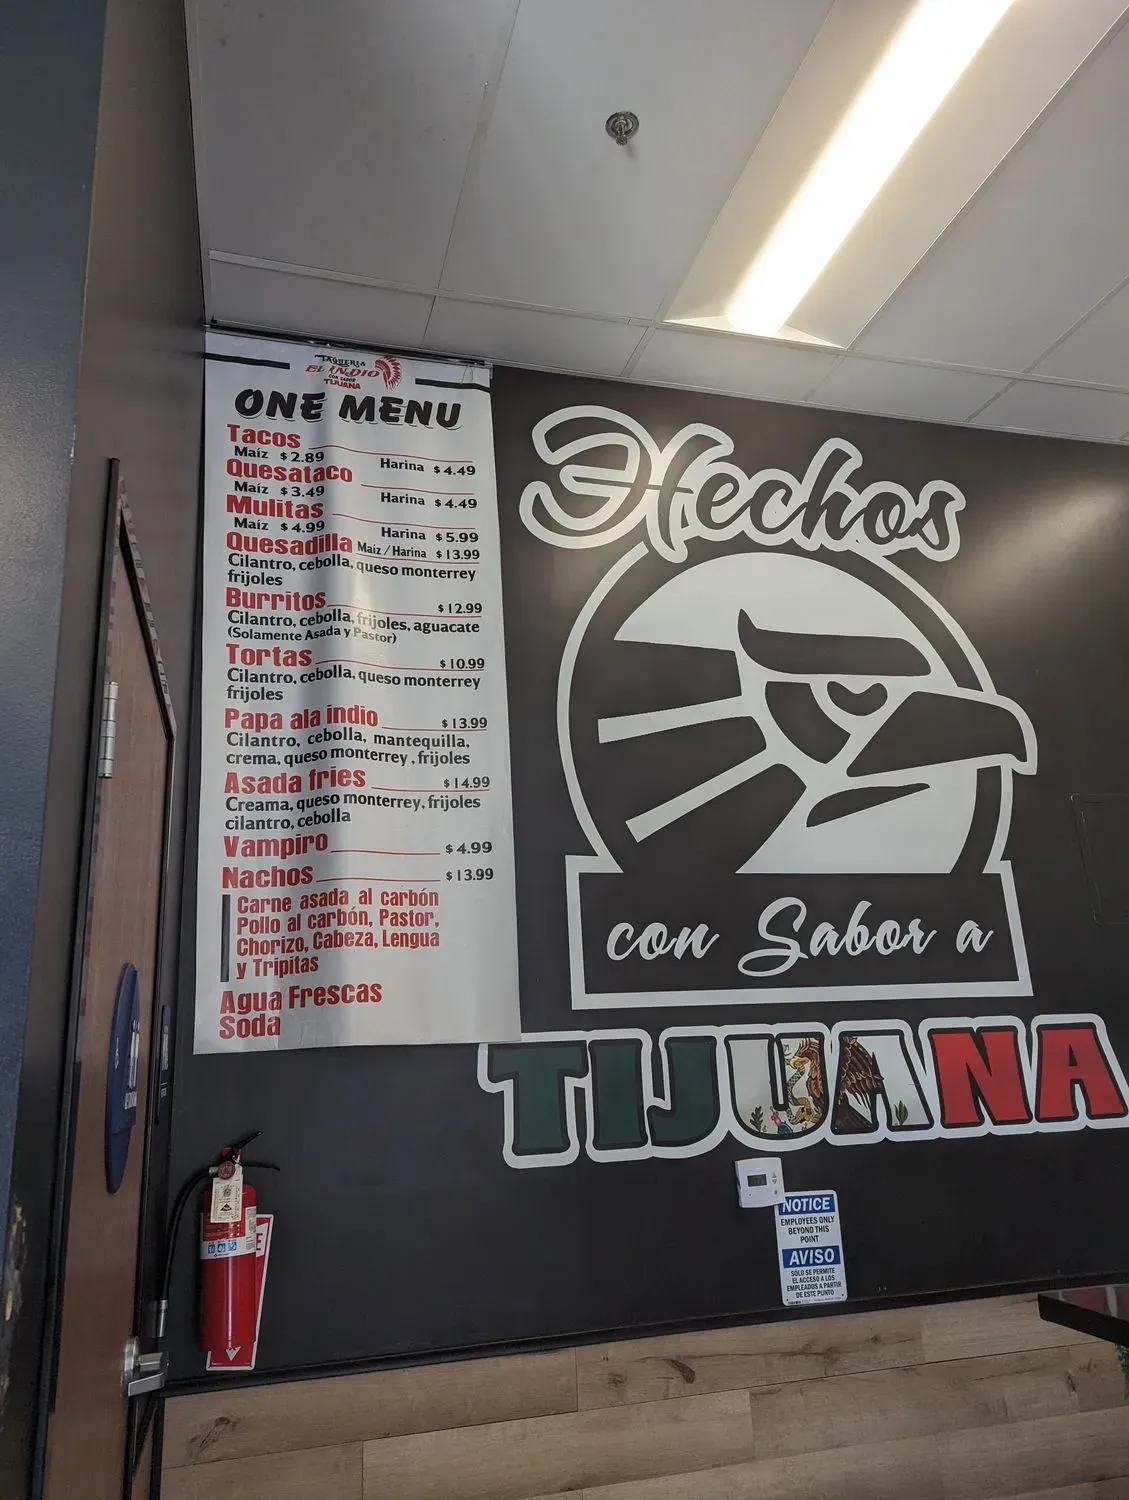 TAQUERIA
EL INDIO
CON SABOR
TIJUANA
ONE MENU
Tacos
Maíz $2.89 Harina $4.49
Quesataco
Maíz $3.49 Harina $4.49
Mulitas
Maíz $4.99 Harina $5.99
Quesadilla Maíz/Harina $13.99
Cilantro, cebolla, queso monterrey
frijoles
Burritos $12.99
Cilantro, cebolla, frijoles, aguacate
(Solamente Asada y Pastor)
Tortas $10.99
Cilantro, cebolla, queso monterrey
frijoles
Papa ala indio $13.99
Cilantro, cebolla, mantequilla,
crema, queso monterrey, frijoles
Asada fries $14.99
Creama, queso monterrey, frijoles
cilantro, cebolla
Vampiro $4.99
Nachos $13.99
Carne asada al carbón
Pollo al carbón, Pastor,
Chorizo, Cabeza, Lengua
y Tripitas
Agua Frescas
Soda
Hechos
con Sabor a
TIJUANA
NOTICE
EMPLOYEES ONLY
BEYOND THIS
POINT
AVISO
SÓLO SE PERMITE
EL ACCESO A LOS
EMPLEADOS A PARTIR
DE ESTE PUNTO